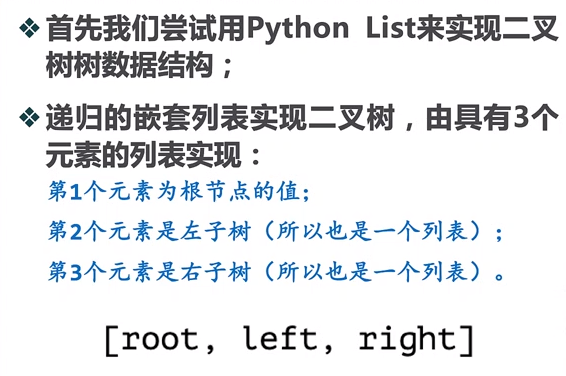 ❖首先我们尝试用Python List来实现二叉
树树数据结构；
❖递归的嵌套列表实现二叉树，由具有3个
元素的列表实现：
第1个元素为根节点的值；
第2个元素是左子树（所以也是一个列表）；
第3个元素是右子树（所以也是一个列表）。
[root, left, right]